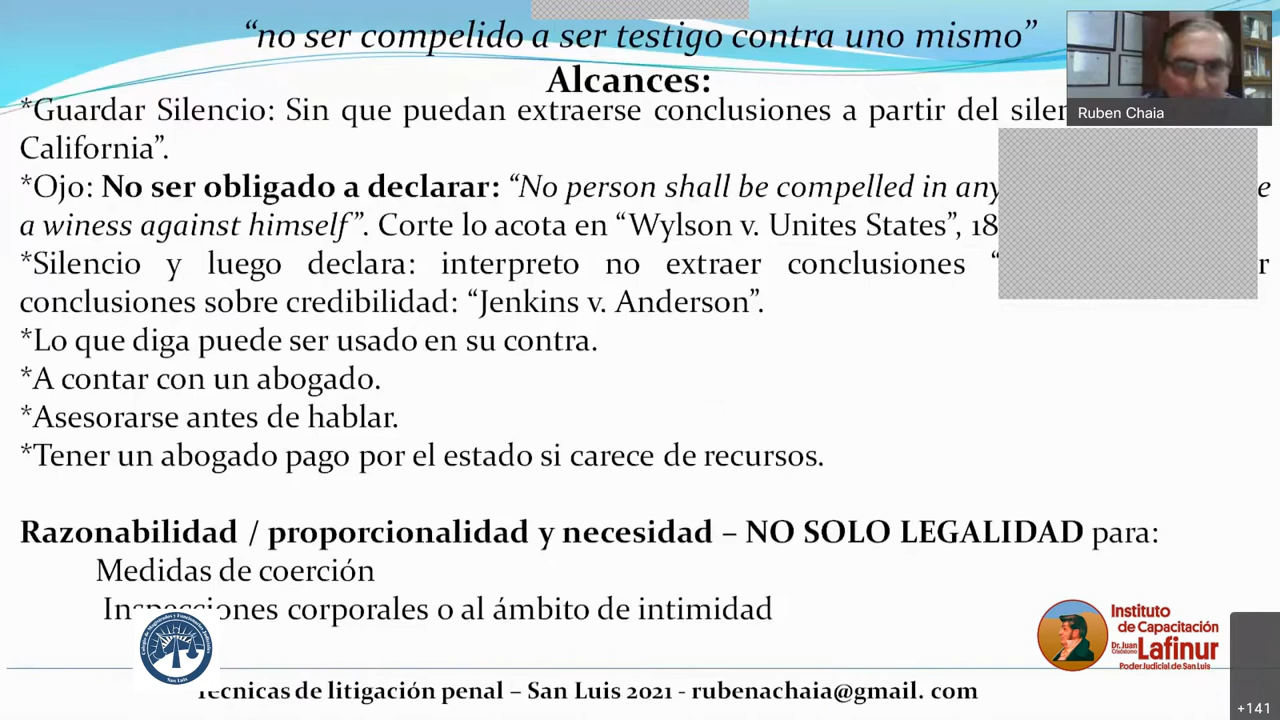 “no ser compelido a ser testigo contra uno mismo”
Alcances:
*Guardar Silencio: Sin que puedan extraerse conclusiones a partir del
California”.
*Ojo: No ser obligado a declarar: “No person shall be compelled in any
a winess against himself”. Corte lo acota en “Wylson v. Unites States”, 18
*Silencio y luego declara: interpreto no extraer conclusiones
conclusiones sobre credibilidad: “Jenkins v. Anderson”.
*Lo que diga puede ser usado en su contra.
*A contar con un abogado.
*Asesorarse antes de hablar.
*Tener un abogado pago por el estado si carece de recursos.
Razonabilidad / proporcionalidad y necesidad – NO SOLO LEGALIDAD para:
Medidas de coerción
Inspecciones corporales o al ámbito de intimidad
Técnicas de litigación penal – San Luis 2021 - rubenachaia@gmail. com
Ruben Chaia
San Luis
Instituto
de Capacitación
Dr. Juan
Crisóstomo
Lafinur
Poder Judicial de San Luis
+141